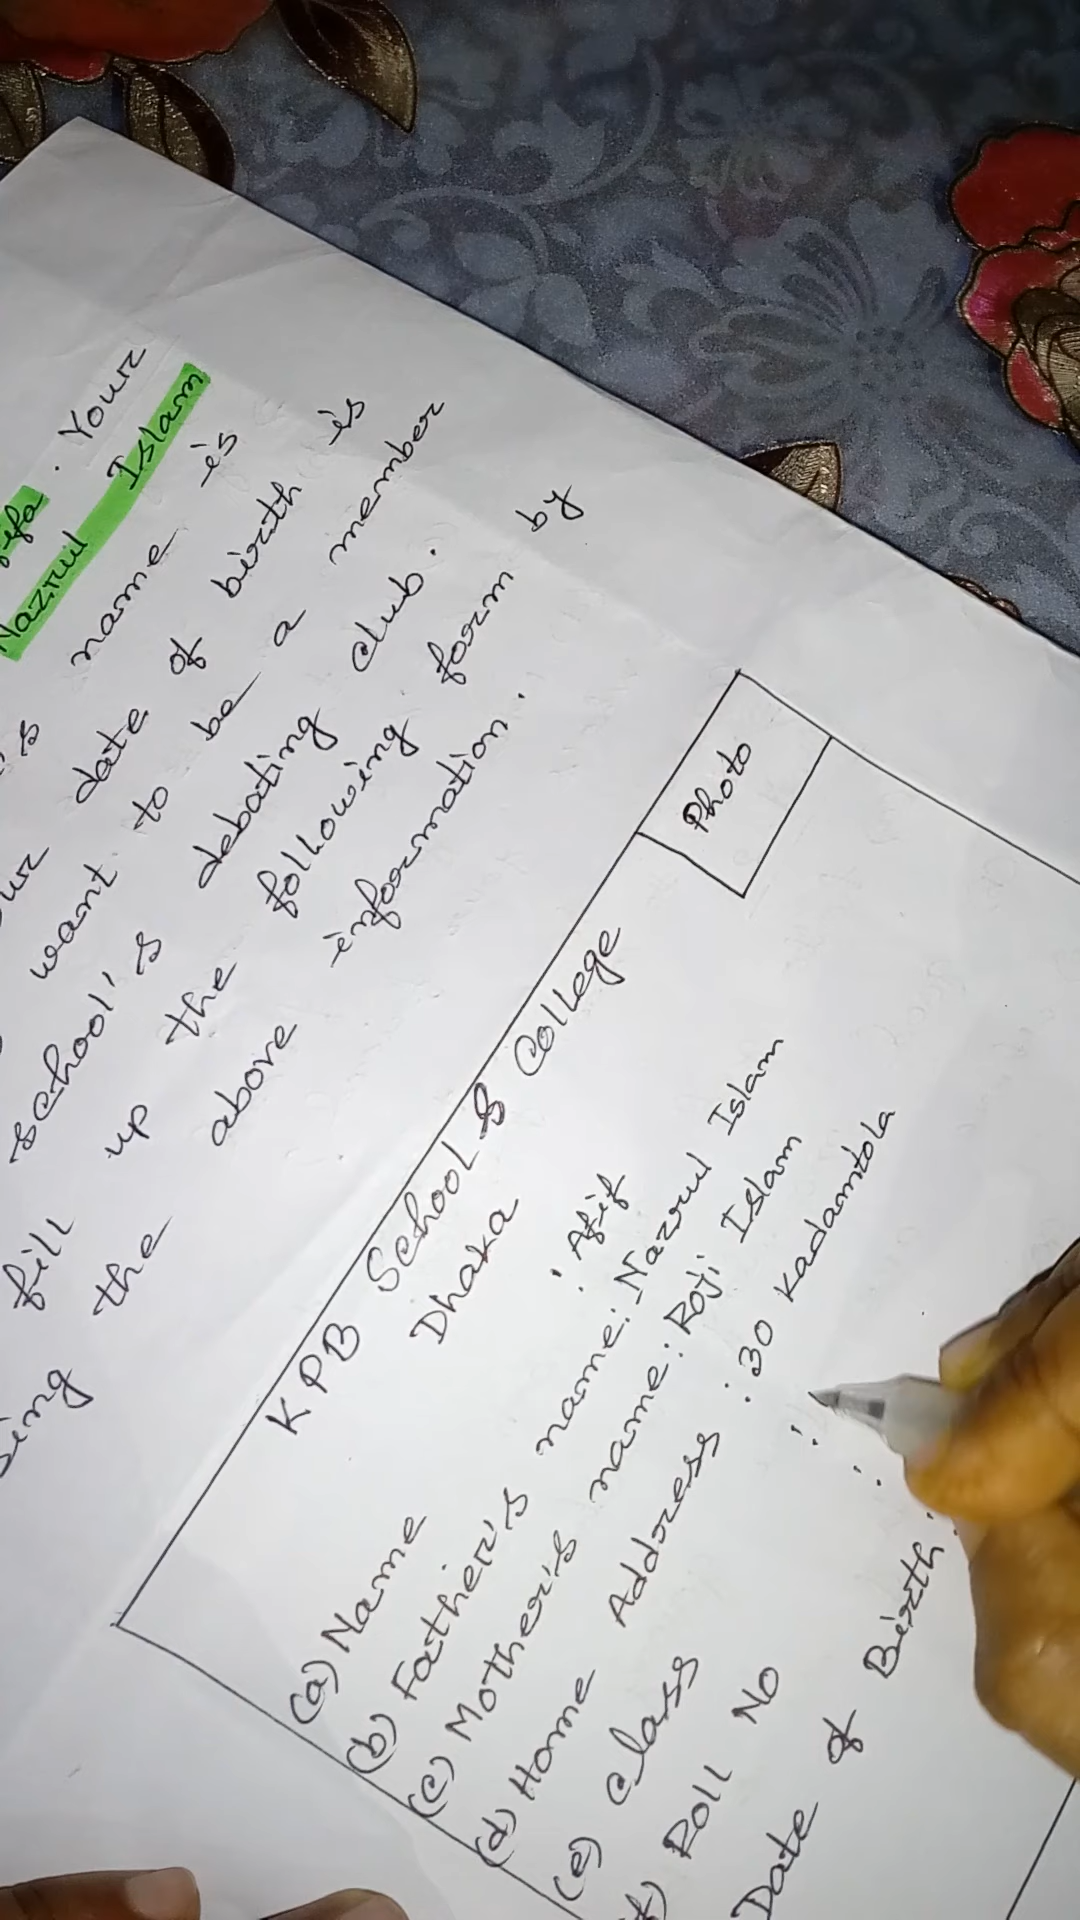 . Your
Nazrul Islam
name is
date of birth is
want to be a member
school's debating club.
fill up the following form by
the above information.
KPB School & College
Dhaka
Photo
(a) Name : Afif
(b) Father's name: Nazrul Islam
(c) Mother's name: Roji Islam
(d) Home Address : 30 Kadamtola
(e) class :
Roll No :
Date of Birth: